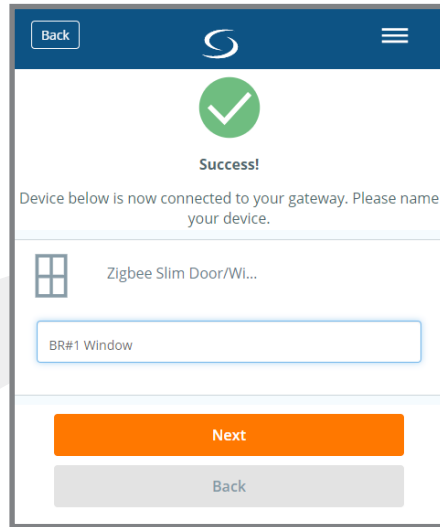 Back
Success!
Device below is now connected to your gateway. Please name
your device.
Zigbee Slim Door/Wi...
BR#1 Window
Next
Back